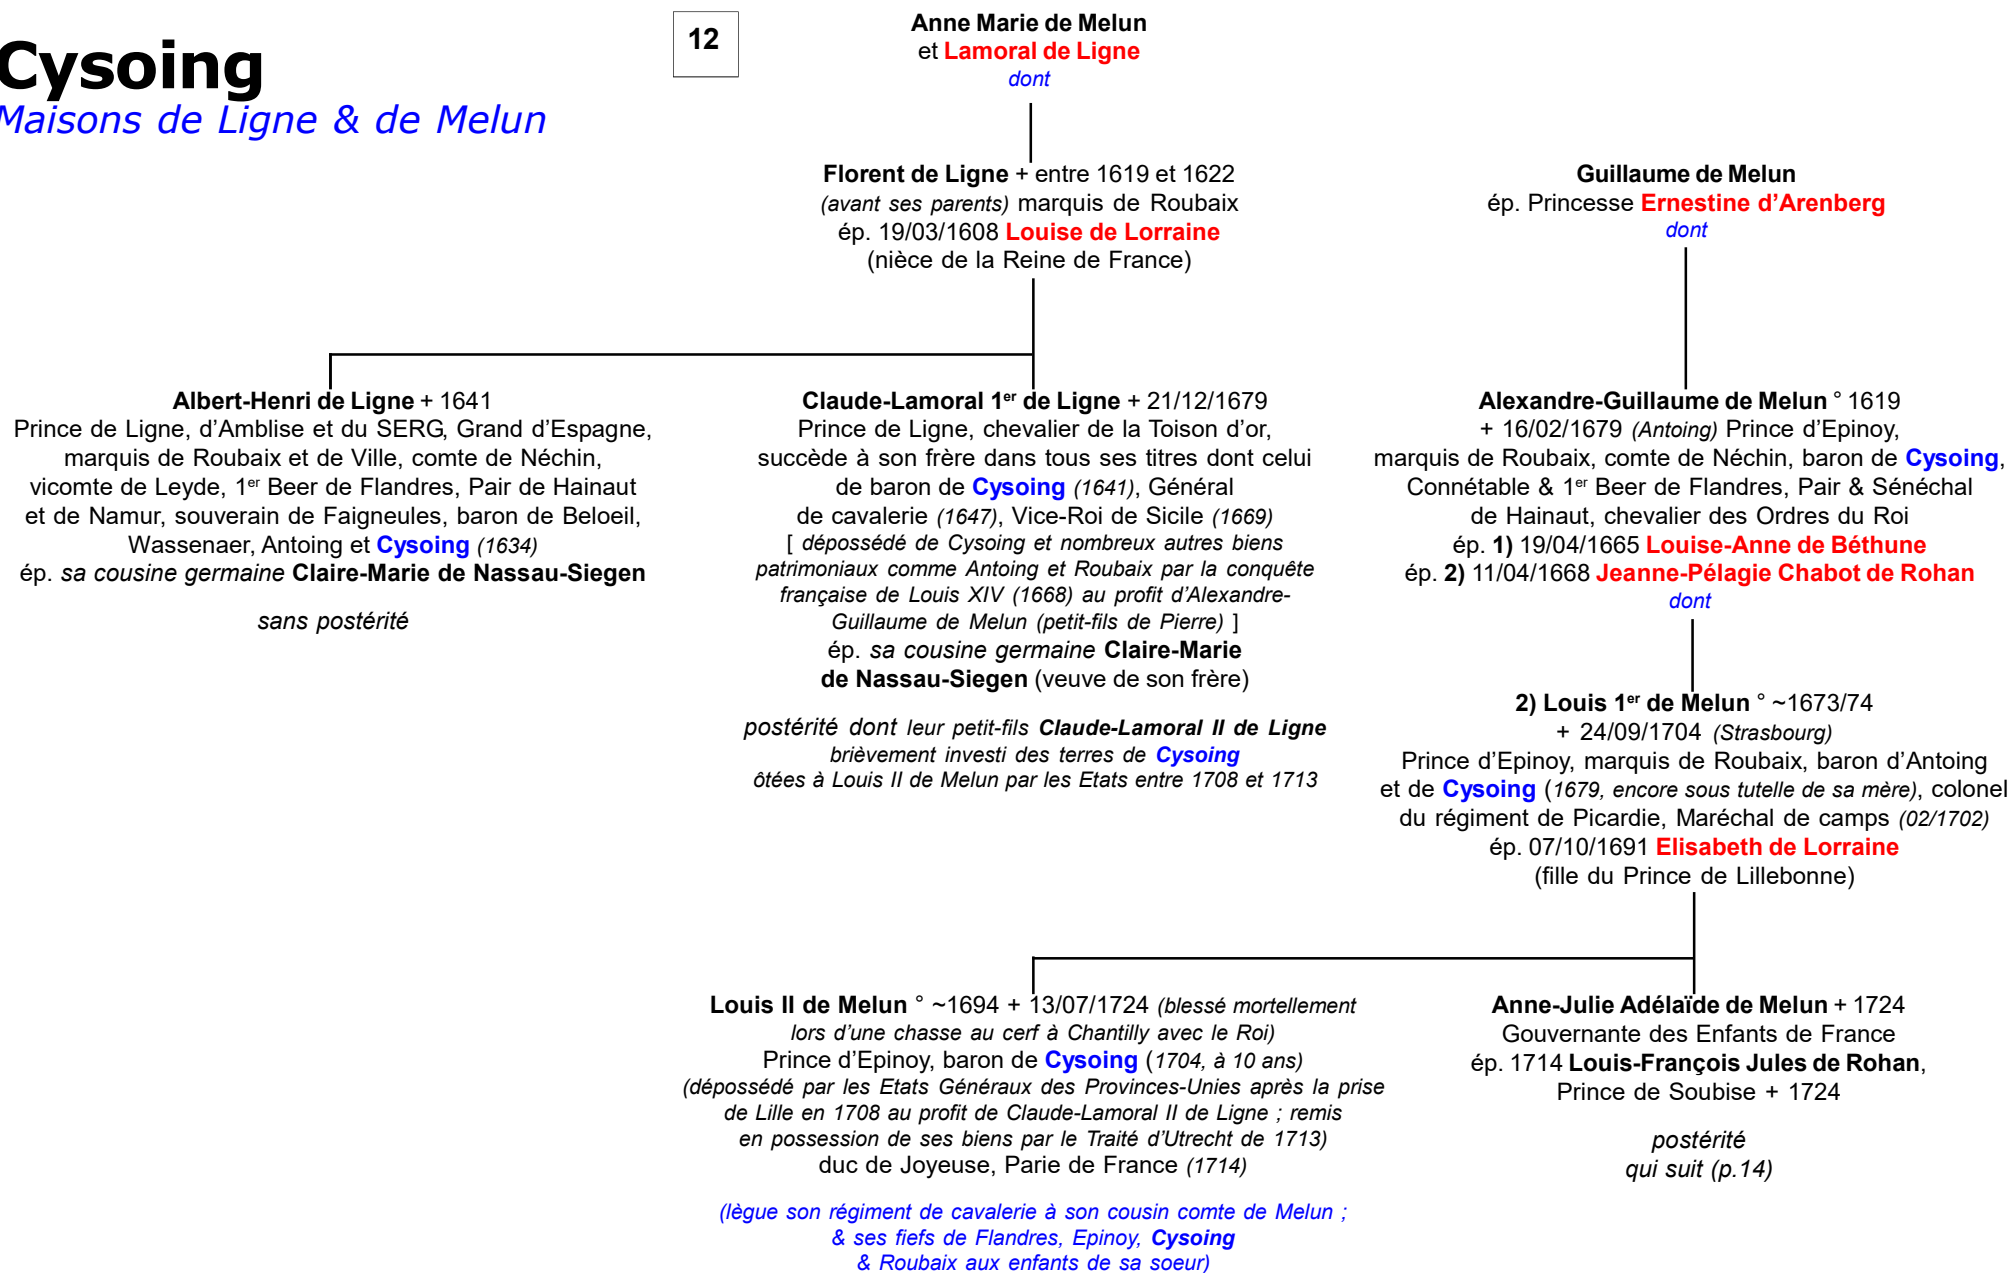 Cysoing
Maisons de Ligne & de Melun
12
Anne Marie de Melun
et Lamoral de Ligne
dont
Florent de Ligne + entre 1619 et 1622
(avant ses parents) marquis de Roubaix
ép. 19/03/1608 Louise de Lorraine
(nièce de la Reine de France)
Guillaume de Melun
ép. Princesse Ernestine d'Arenberg
dont
Albert-Henri de Ligne + 1641
Prince de Ligne, d'Amblise et du SERG, Grand d'Espagne,
marquis de Roubaix et de Ville, comte de Néchin,
vicomte de Leyde, 1er Beer de Flandres, Pair de Hainaut
et de Namur, souverain de Faigneules, baron de Beloeil,
Wassenaer, Antoing et Cysoing (1634)
ép. sa cousine germaine Claire-Marie de Nassau-Siegen
sans postérité
Claude-Lamoral 1er de Ligne + 21/12/1679
Prince de Ligne, chevalier de la Toison d'or,
succède à son frère dans tous ses titres dont celui
de baron de Cysoing (1641), Général
de cavalerie (1647), Vice-Roi de Sicile (1669)
[ dépossédé de Cysoing et nombreux autres biens
patrimoniaux comme Antoing et Roubaix par la conquête
française de Louis XIV (1668) au profit d'Alexandre-
Guillaume de Melun (petit-fils de Pierre) ]
ép. sa cousine germaine Claire-Marie
de Nassau-Siegen (veuve de son frère)
postérité dont leur petit-fils Claude-Lamoral II de Ligne
brièvement investi des terres de Cysoing
ôtées à Louis II de Melun par les Etats entre 1708 et 1713
Alexandre-Guillaume de Melun ° 1619
+ 16/02/1679 (Antoing) Prince d'Epinoy,
marquis de Roubaix, comte de Néchin, baron de Cysoing,
Connétable & 1er Beer de Flandres, Pair & Sénéchal
de Hainaut, chevalier des Ordres du Roi
ép. 1) 19/04/1665 Louise-Anne de Béthune
ép. 2) 11/04/1668 Jeanne-Pélagie Chabot de Rohan
dont
2) Louis 1er de Melun ° ~1673/74
+ 24/09/1704 (Strasbourg)
Prince d'Epinoy, marquis de Roubaix, baron d'Antoing
et de Cysoing (1679, encore sous tutelle de sa mère), colonel
du régiment de Picardie, Maréchal de camps (02/1702)
ép. 07/10/1691 Elisabeth de Lorraine
(fille du Prince de Lillebonne)
Louis II de Melun ° ~1694 + 13/07/1724 (blessé mortellement
lors d'une chasse au cerf à Chantilly avec le Roi)
Prince d'Epinoy, baron de Cysoing (1704, à 10 ans)
(dépossédé par les Etats Généraux des Provinces-Unies après la prise
de Lille en 1708 au profit de Claude-Lamoral II de Ligne ; remis
en possession de ses biens par le Traité d'Utrecht de 1713)
duc de Joyeuse, Parie de France (1714)
(lègue son régiment de cavalerie à son cousin comte de Melun ;
& ses fiefs de Flandres, Epinoy, Cysoing
& Roubaix aux enfants de sa soeur)
Anne-Julie Adélaïde de Melun + 1724
Gouvernante des Enfants de France
ép. 1714 Louis-François Jules de Rohan,
Prince de Soubise + 1724
postérité
qui suit (p.14)